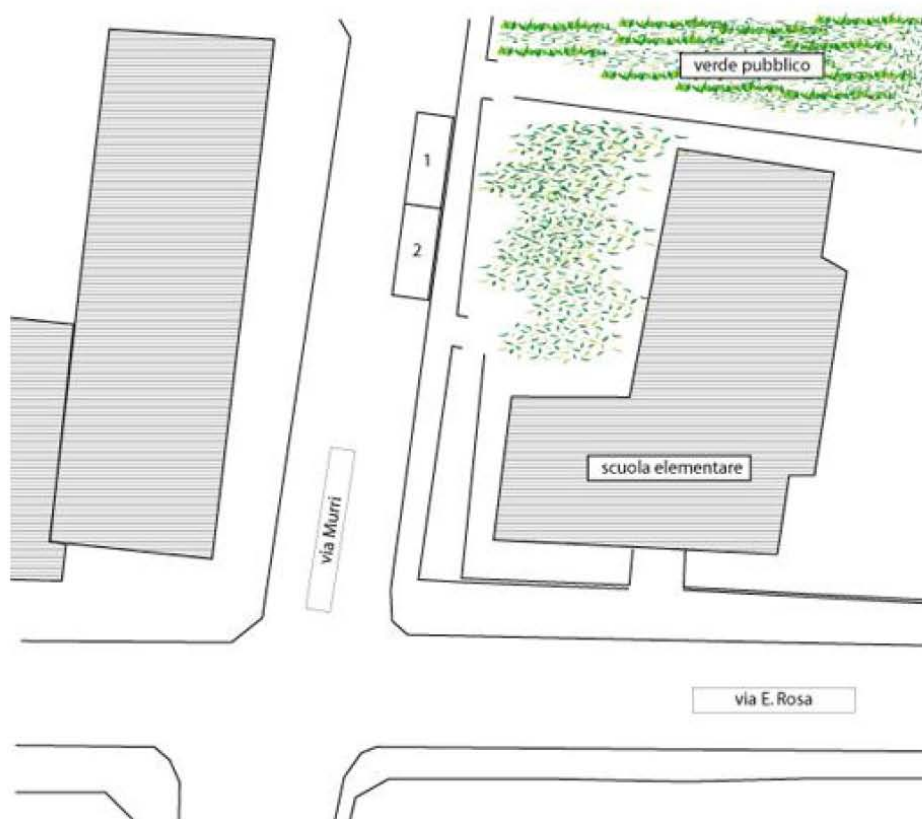 verde pubblico
1
2
scuola elementare
via Murri
via E. Rosa